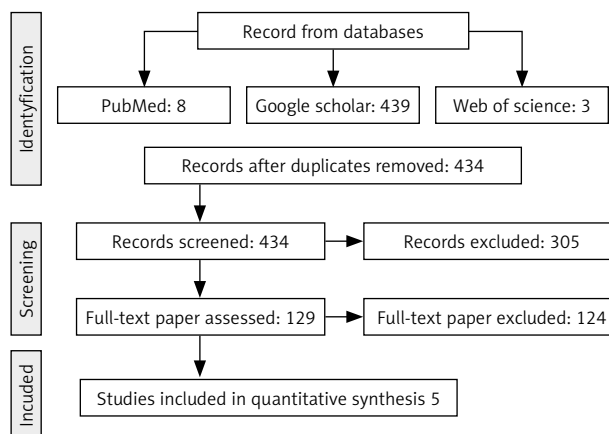 Identyfication
Record from databases
PubMed: 8
Google scholar: 439
Web of science: 3
Records after duplicates removed: 434
Screening
Records screened: 434
Records excluded: 305
Full-text paper assessed: 129
Full-text paper excluded: 124
Incuded
Studies included in quantitative synthesis 5